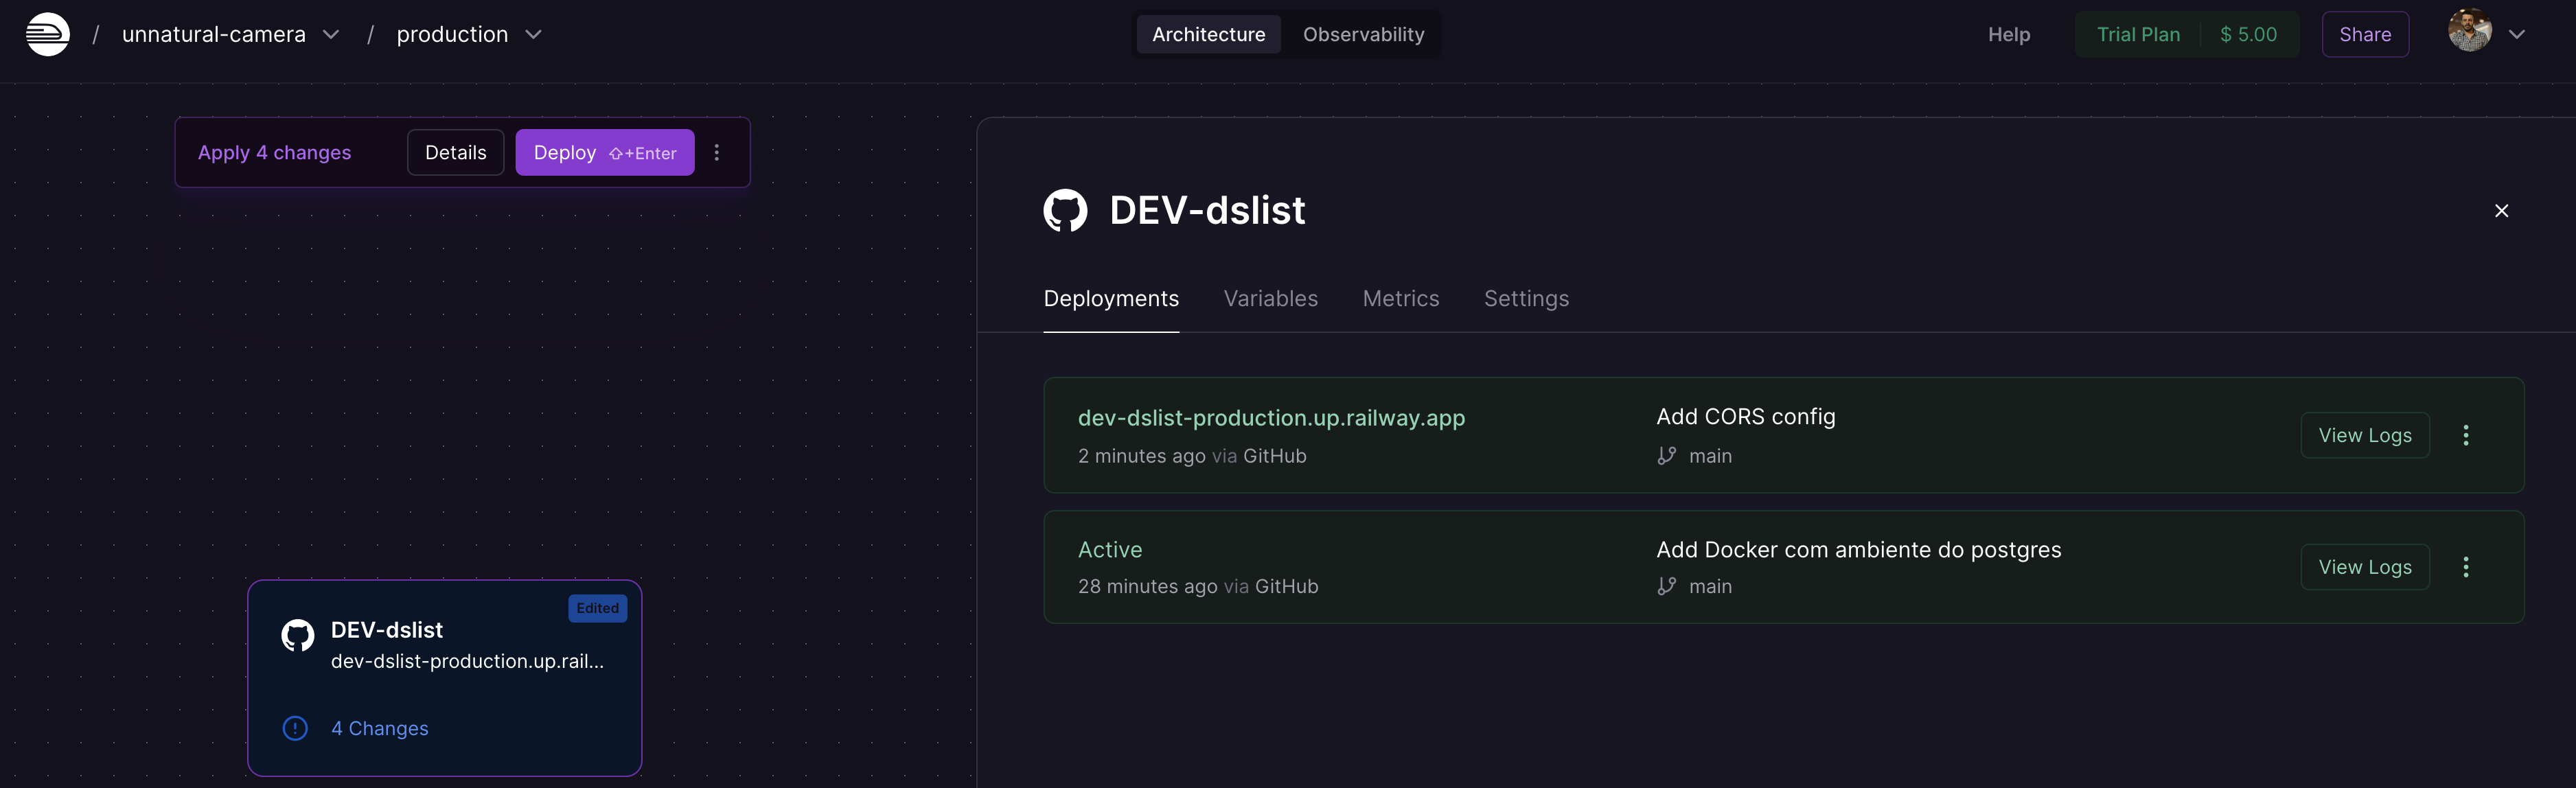 / unnatural-camera / production
Architecture Observability
Help Trial Plan $ 5.00 Share
Apply 4 changes Details Deploy ⇧+Enter
DEV-dslist
Deployments Variables Metrics Settings
dev-dslist-production.up.railway.app Add CORS config View Logs
2 minutes ago via GitHub main
Active Add Docker com ambiente do postgres View Logs
28 minutes ago via GitHub main
Edited
DEV-dslist
dev-dslist-production.up.rail...
4 Changes